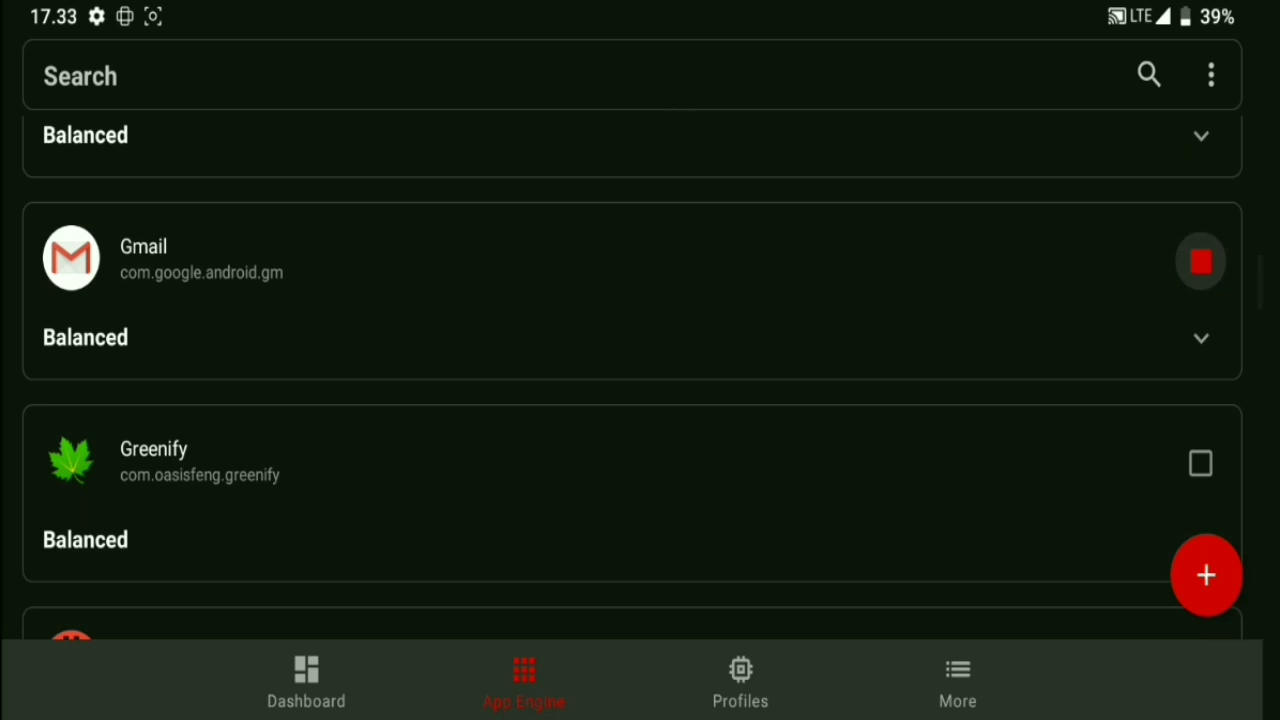 17.33 LTE 39%
Search
Balanced
Gmail
com.google.android.gm
Balanced
Greenify
com.oasisfeng.greenify
Balanced
Dashboard App Engine Profiles More